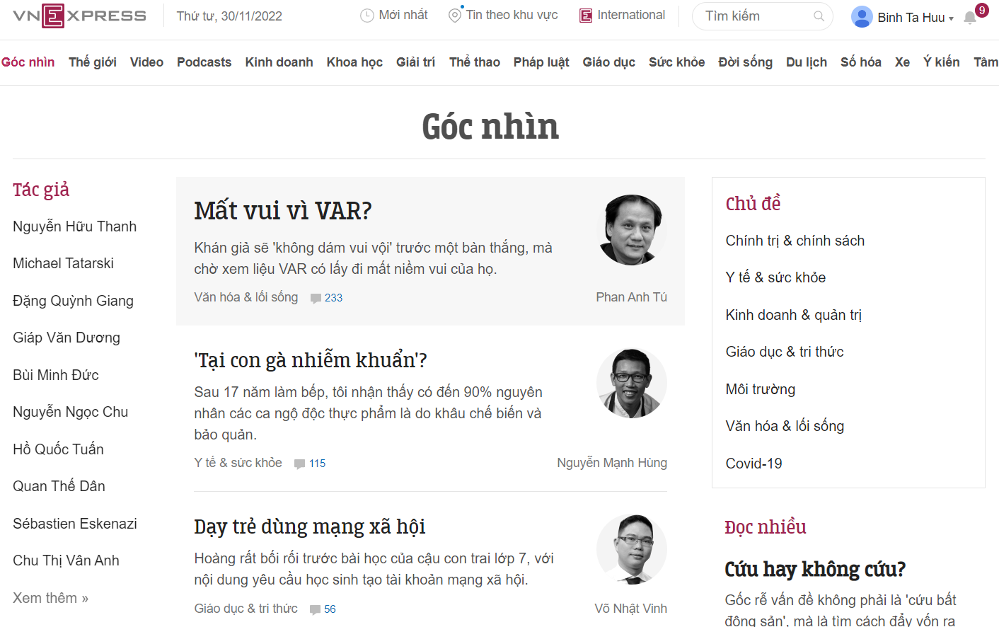 VNEXPRESS
Thứ tư, 30/11/2022
Mới nhất
Tin theo khu vực
E International
Tìm kiếm
Binh Ta Huu
9
Góc nhìn Thế giới Video Podcasts Kinh doanh Khoa học Giải trí Thể thao Pháp luật Giáo dục Sức khỏe Đời sống Du lịch Số hóa Xe Ý kiến Tâm
Góc nhìn
Tác giả
Nguyễn Hữu Thanh
Michael Tatarski
Đặng Quỳnh Giang
Giáp Văn Dương
Bùi Minh Đức
Nguyễn Ngọc Chu
Hồ Quốc Tuấn
Quan Thế Dân
Sébastien Eskenazi
Chu Thị Vân Anh
Xem thêm »
Mất vui vì VAR?
Khán giả sẽ 'không dám vui vội' trước một bàn thắng, mà
chờ xem liệu VAR có lấy đi mất niềm vui của họ.
Văn hóa & lối sống 233
Phan Anh Tú
'Tại con gà nhiễm khuẩn'?
Sau 17 năm làm bếp, tôi nhận thấy có đến 90% nguyên
nhân các ca ngộ độc thực phẩm là do khâu chế biến và
bảo quản.
Y tế & sức khỏe 115
Nguyễn Mạnh Hùng
Dạy trẻ dùng mạng xã hội
Hoàng rất bối rối trước bài học của cậu con trai lớp 7, với
nội dung yêu cầu học sinh tạo tài khoản mạng xã hội.
Giáo dục & tri thức 56
Võ Nhật Vinh
Chủ đề
Chính trị & chính sách
Y tế & sức khỏe
Kinh doanh & quản trị
Giáo dục & tri thức
Môi trường
Văn hóa & lối sống
Covid-19
Đọc nhiều
Cứu hay không cứu?
Gốc rễ vấn đề không phải là 'cứu bất
động sản', mà là tìm cách đẩy vốn ra